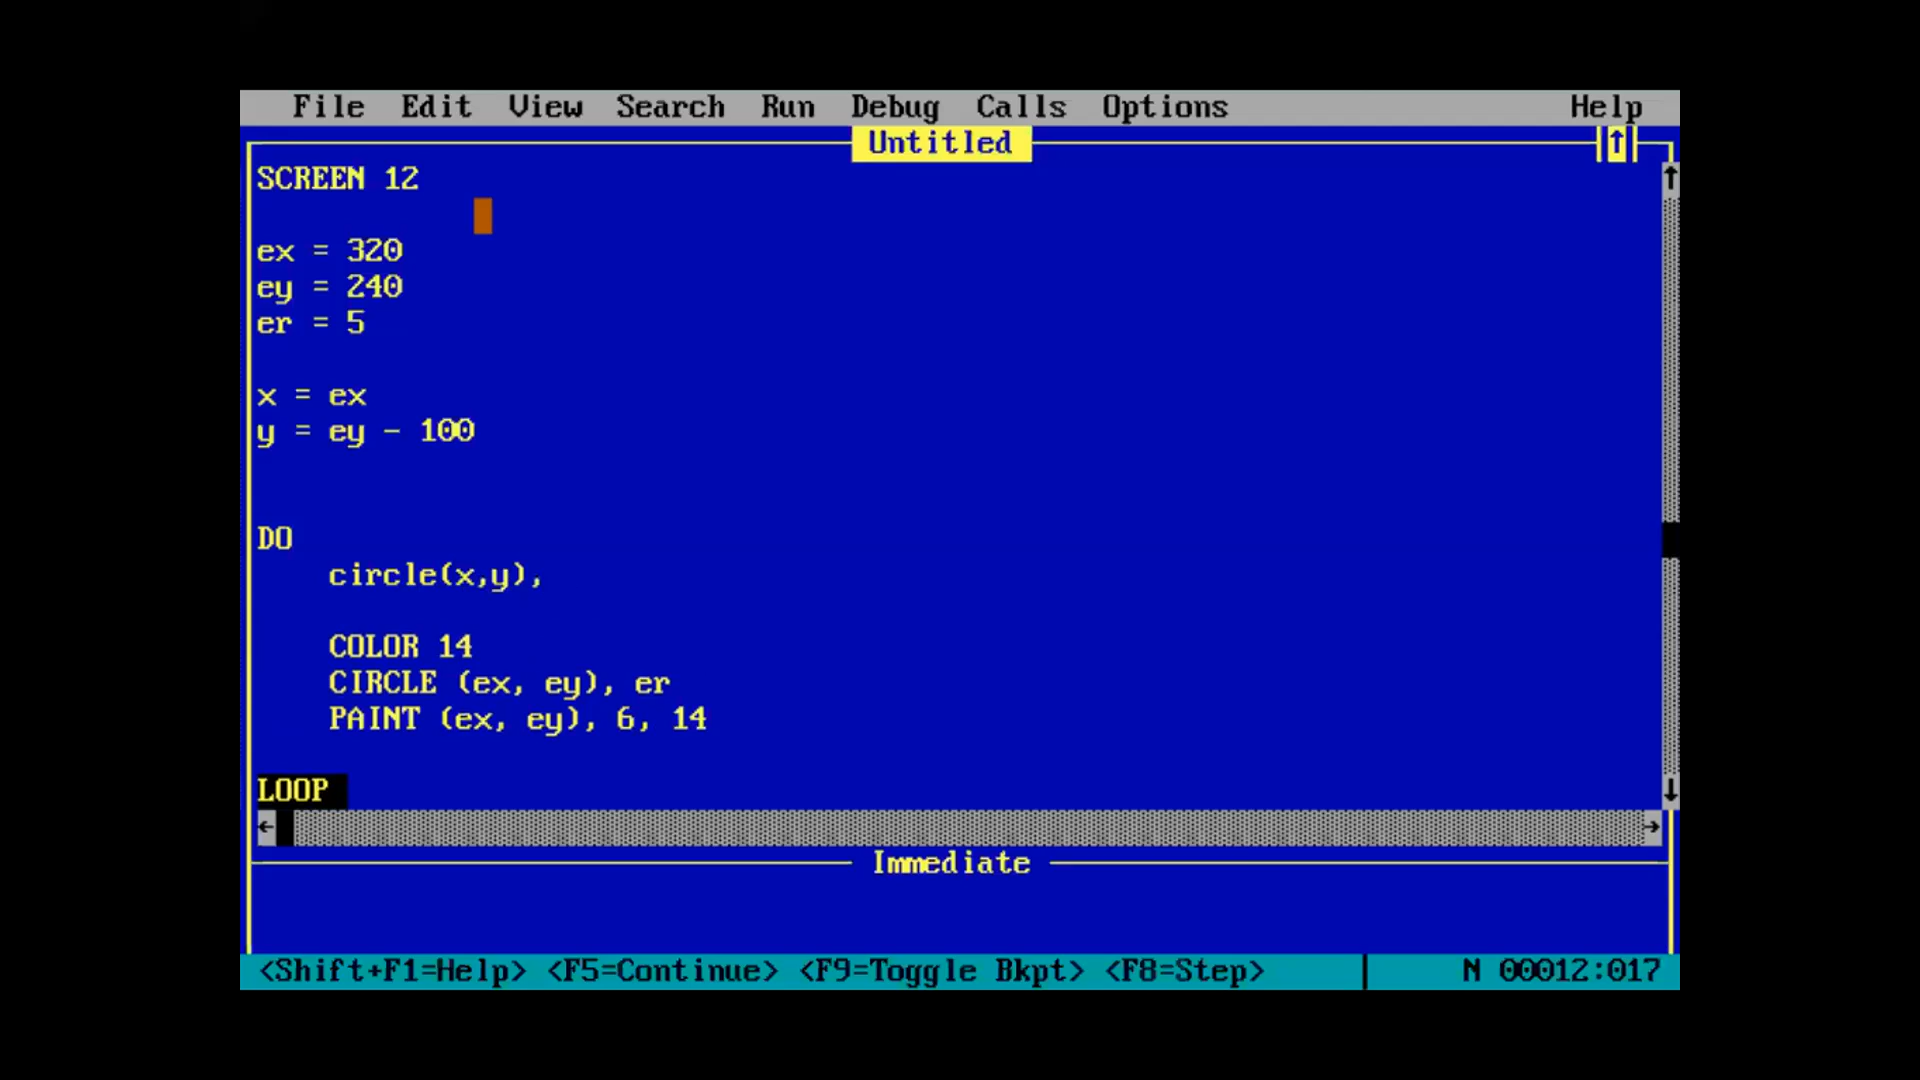 File Edit View Search Run Debug Calls Options Help
Untitled
SCREEN 12
ex = 320
ey = 240
er = 5
x = ex
y = ey - 100
DO
circle(x,y),
COLOR 14
CIRCLE (ex, ey), er
PAINT (ex, ey), 6, 14
LOOP
Immediate
<Shift+F1=Help> <F5=Continue> <F9=Toggle Bkpt> <F8=Step> N 00012:017